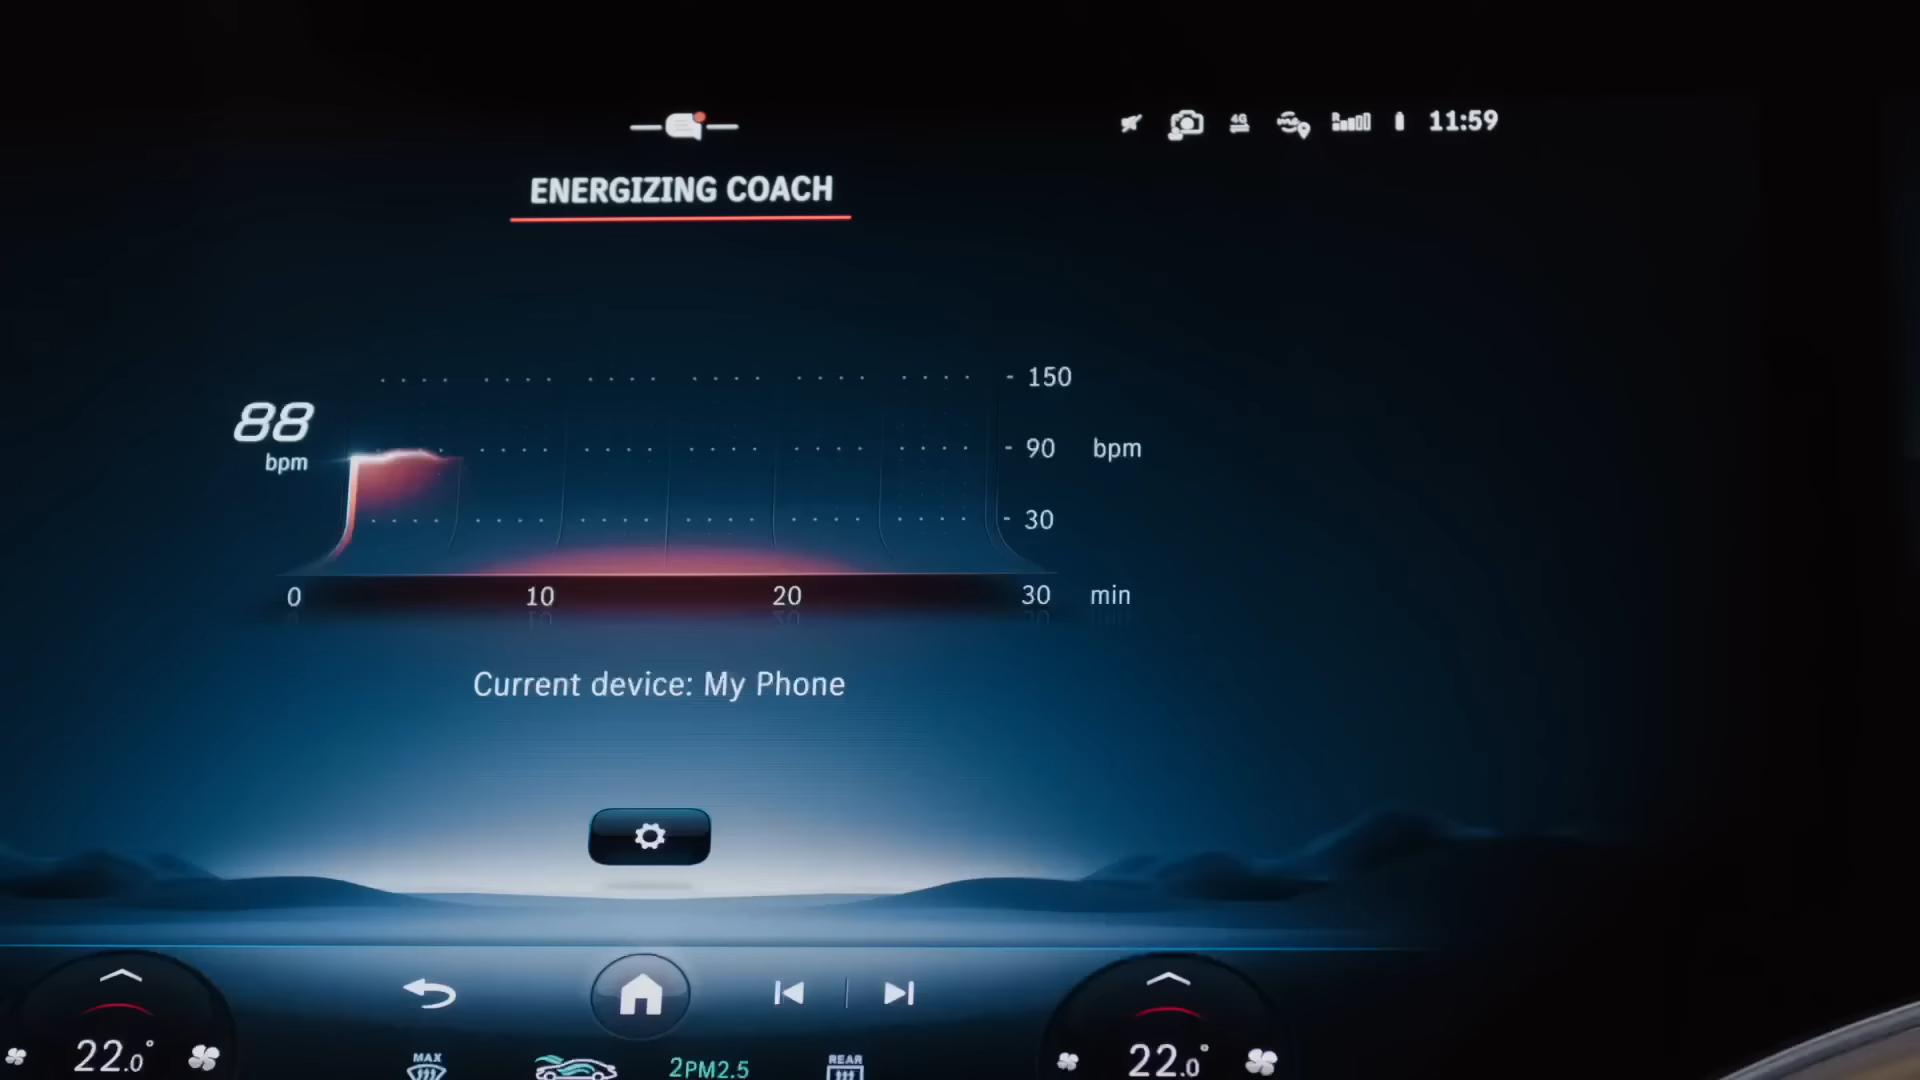 4G
11:59
ENERGIZING COACH
150
88
bpm
90 bpm
30
0 10 20 30 min
Current device: My Phone
22.0°
22.0°
MAX
2PM2.5
REAR